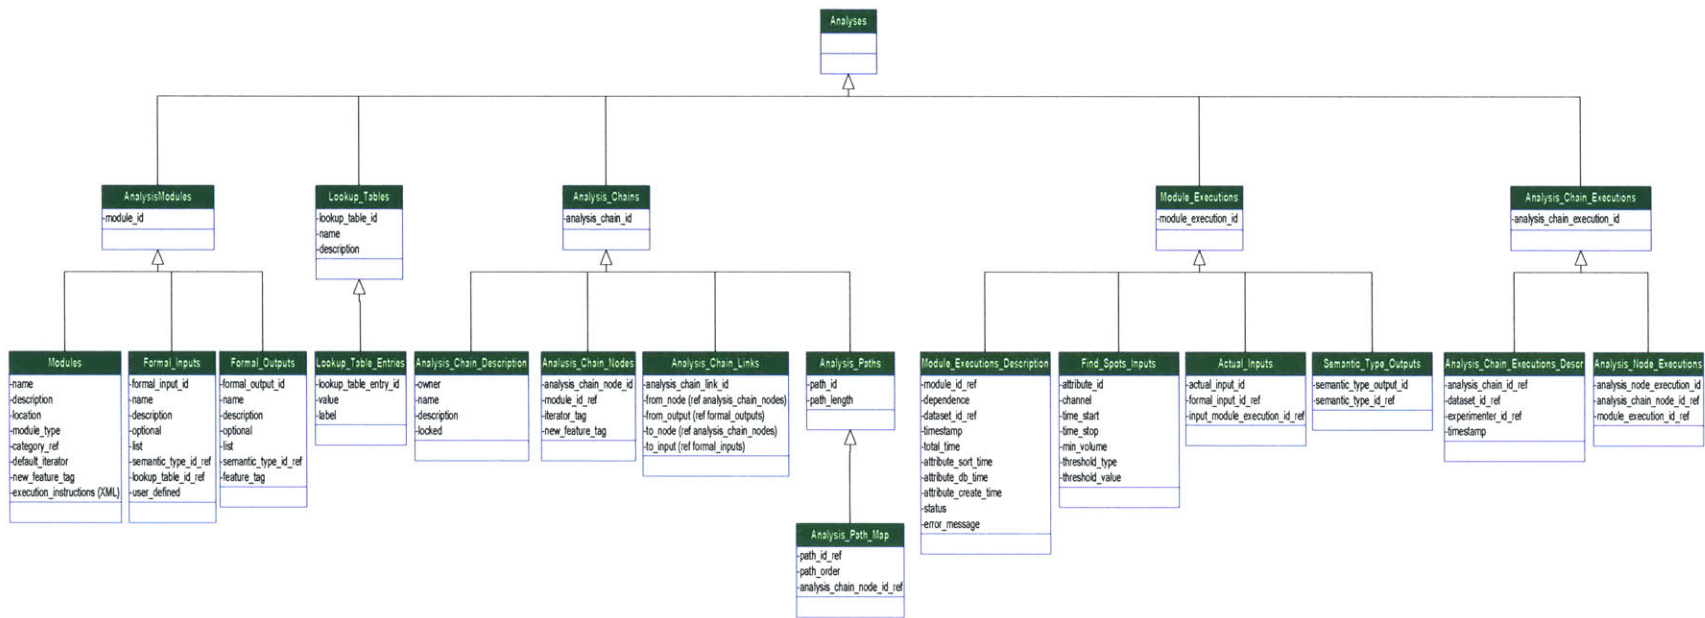 Analyses
AnalysisModules
-module_id
Lookup_Tables
-lookup_table_id
-name
-description
Analysis_Chains
-analysis_chain_id
Module_Executions
-module_execution_id
Analysis_Chain_Executions
-analysis_chain_execution_id
Modules
-name
-description
-location
-module_type
-category_ref
-default_iterator
-new_feature_tag
-execution_instructions (XML)
Formal_Inputs
-formal_input_id
-name
-description
-optional
-list
-semantic_type_id_ref
-lookup_table_id_ref
-user_defined
Formal_Outputs
-formal_output_id
-name
-description
-optional
-list
-semantic_type_id_ref
-feature_tag
Lookup_Table_Entries
-lookup_table_entry_id
-value
-label
Analysis_Chain_Description
-owner
-name
-description
-locked
Analysis_Chain_Nodes
-analysis_chain_node_id
-module_id_ref
-iterator_tag
-new_feature_tag
Analysis_Chain_Links
-analysis_chain_link_id
-from_node (ref analysis_chain_nodes)
-from_output (ref formal_outputs)
-to_node (ref analysis_chain_nodes)
-to_input (ref formal_inputs)
Analysis_Paths
-path_id
-path_length
Module_Executions_Description
-module_id_ref
-dependence
-dataset_id_ref
-timestamp
-total_time
-attribute_sort_time
-attribute_db_time
-attribute_create_time
-status
-error_message
Find_Spots_Inputs
-attribute_id
-channel
-time_start
-time_stop
-min_volume
-threshold_type
-threshold_value
Actual_Inputs
-actual_input_id
-formal_input_id_ref
-input_module_execution_id_ref
Semantic_Type_Outputs
-semantic_type_output_id
-semantic_type_id_ref
Analysis_Chain_Executions_Descr
-analysis_chain_id_ref
-dataset_id_ref
-experimenter_id_ref
-timestamp
Analysis_Node_Executions
-analysis_node_execution_id
-analysis_chain_node_id_ref
-module_execution_id_ref
Analysis_Path_Map
-path_id_ref
-path_order
-analysis_chain_node_id_ref